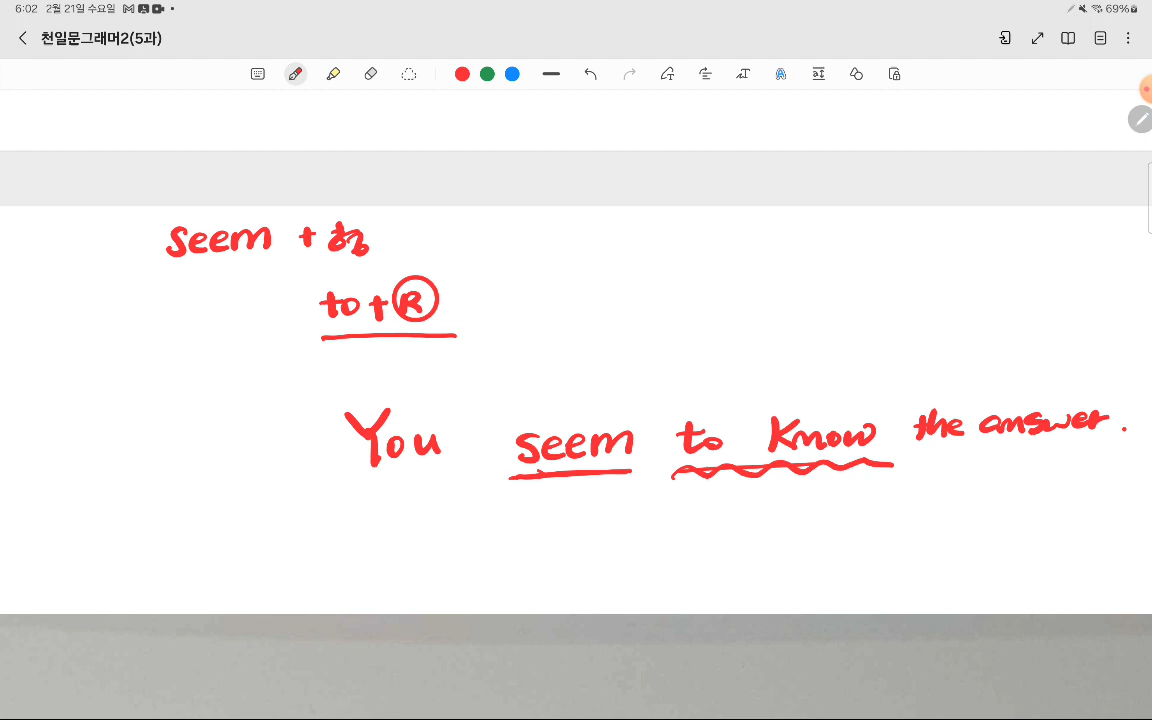 6:02 2월 21일 수요일 69%
천일문그래머2(5과)
seem + 형
to + R
You seem to know the answer.